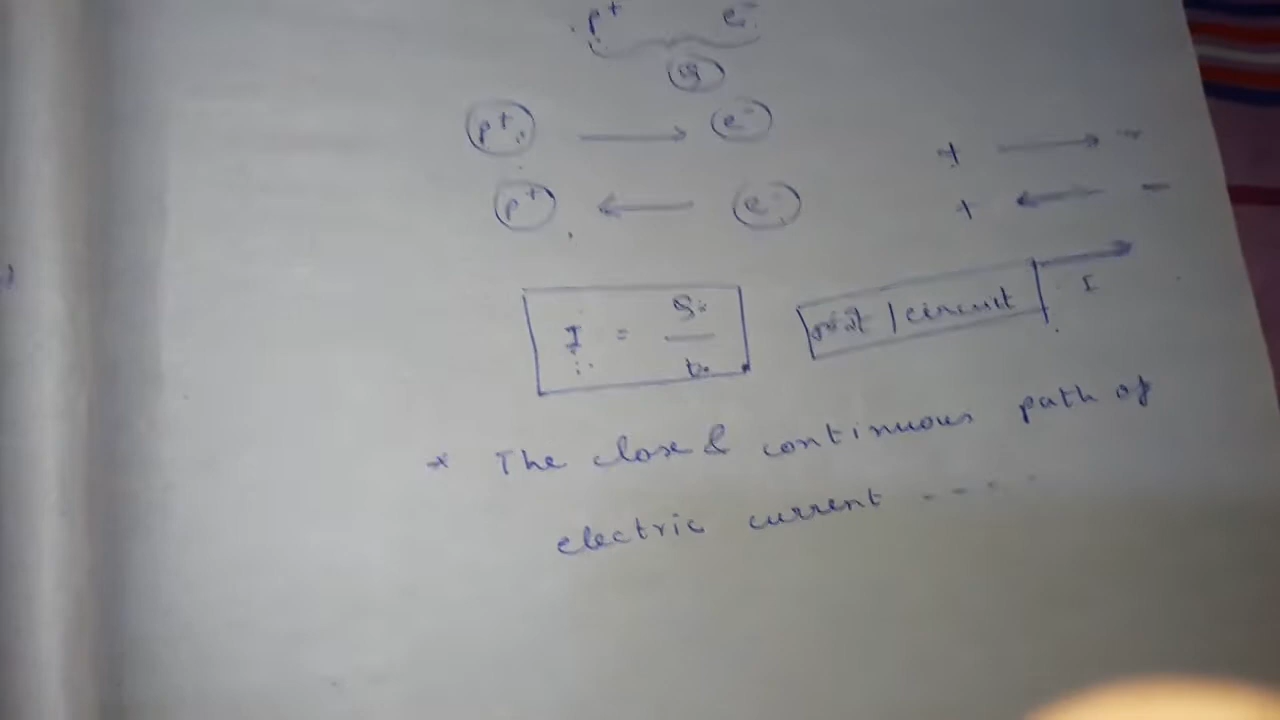 p+ e-
Q
p+ → e- + → -
p+ ← e- + ← -
I = Q / t | circuit I
* The close & continuous path of
electric current - - - -